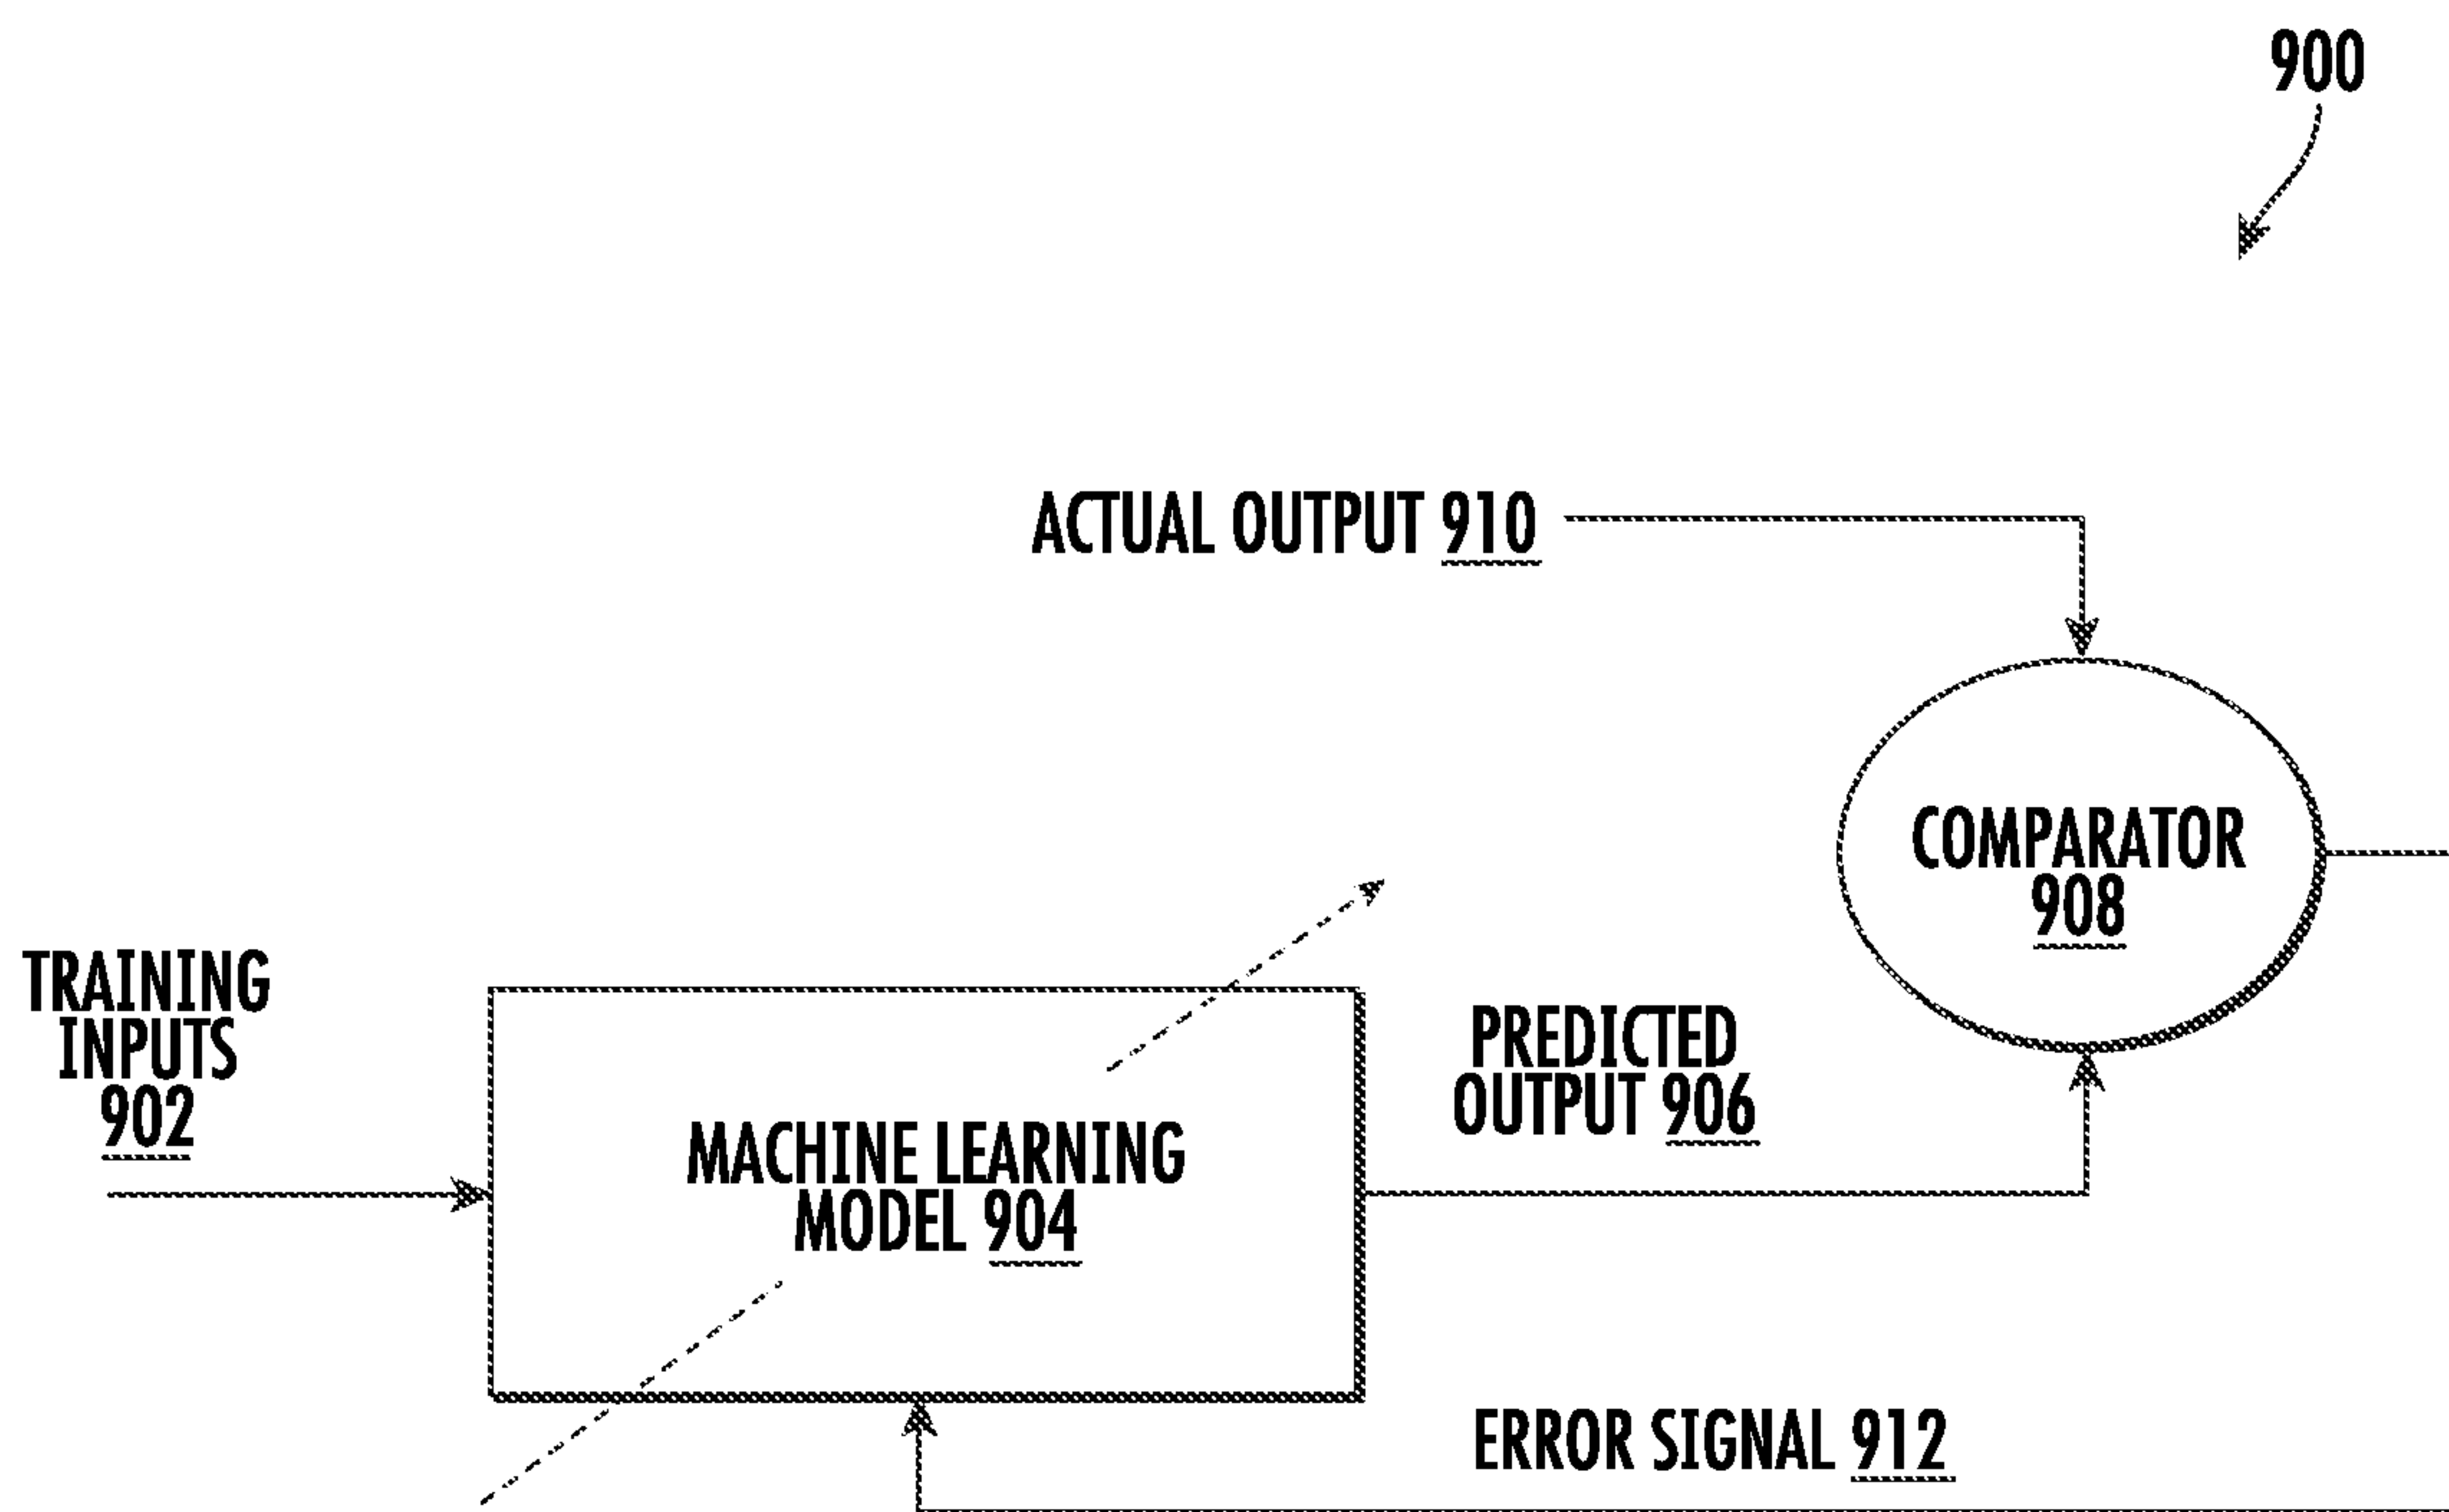 900
ACTUAL OUTPUT 910
COMPARATOR
908
TRAINING
INPUTS
902
PREDICTED
OUTPUT 906
MACHINE LEARNING
MODEL 904
ERROR SIGNAL 912